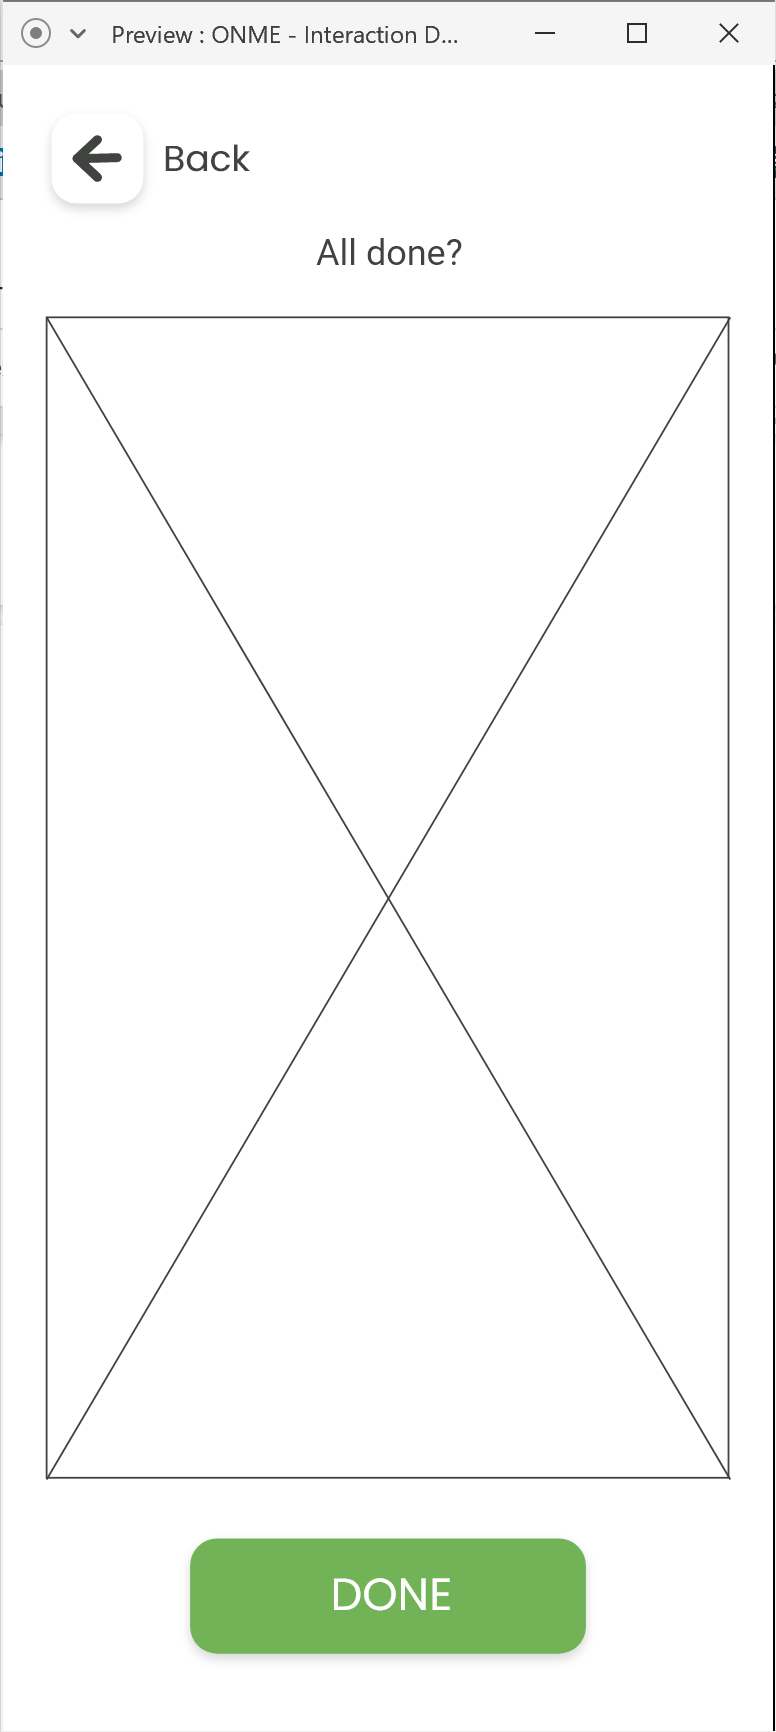 Preview : ONME - Interaction D...
Back
All done?
DONE